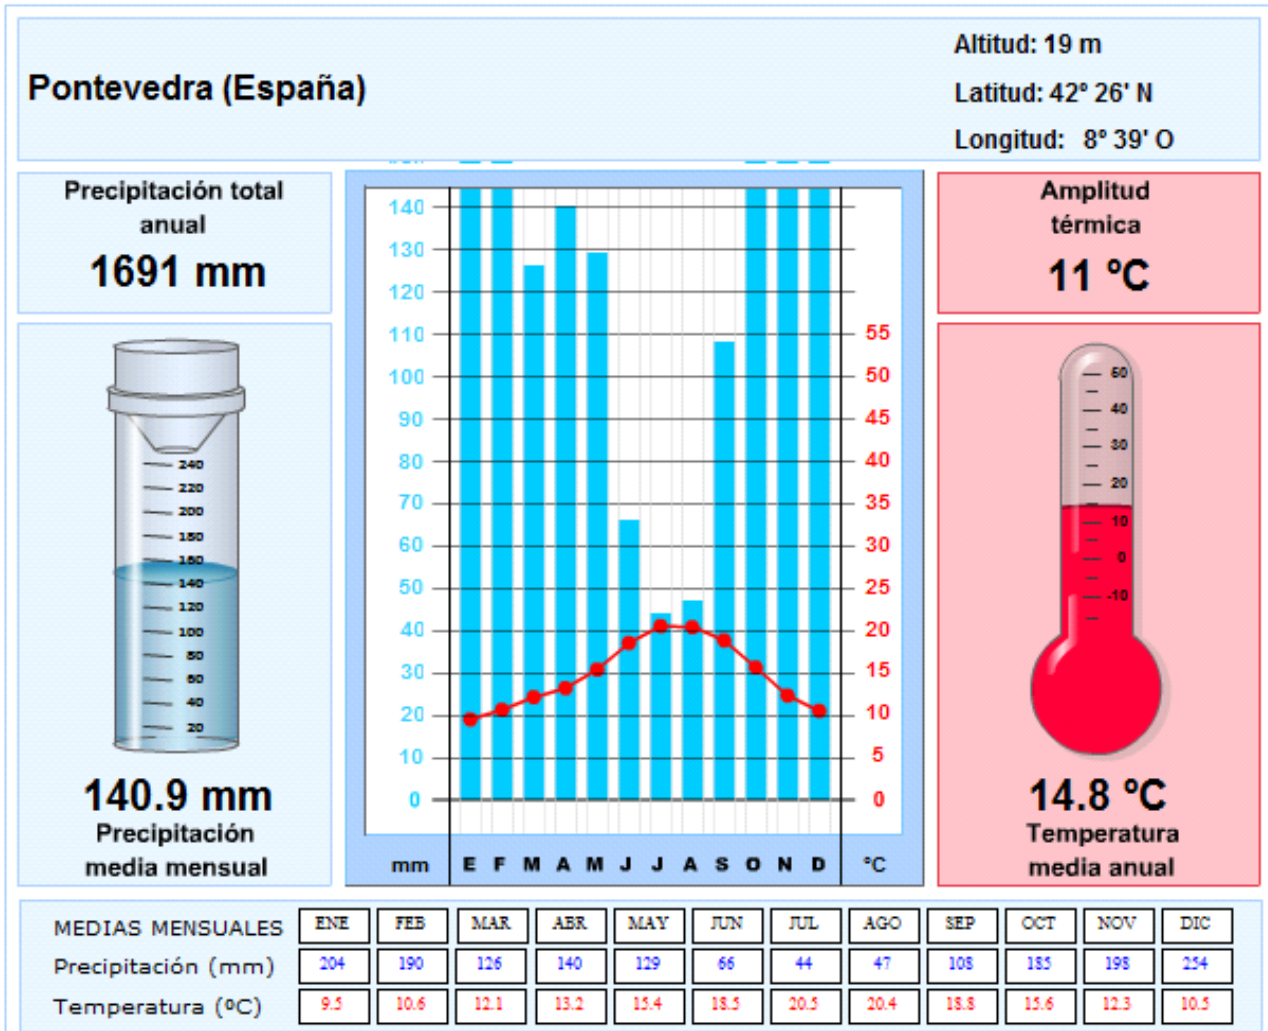 Pontevedra (España)
Altitud: 19 m
Latitud: 42º 26' N
Longitud: 8º 39' O
Precipitación total
anual
1691 mm
240
220
200
180
160
140
120
100
80
60
40
20
140.9 mm
Precipitación
media mensual
140
130
120
110
100
90
80
70
60
50
40
30
20
10
0
55
50
45
40
35
30
25
20
15
10
5
0
mm E F M A M J J A S O N D ºC
Amplitud
térmica
11 ºC
50
40
30
20
10
0
-10
14.8 ºC
Temperatura
media anual
MEDIAS MENSUALES ENE FEB MAR ABR MAY JUN JUL AGO SEP OCT NOV DIC
Precipitación (mm) 204 190 126 140 129 66 44 47 108 185 198 254
Temperatura (ºC) 9.5 10.6 12.1 13.2 15.4 18.5 20.5 20.4 18.8 15.6 12.3 10.5